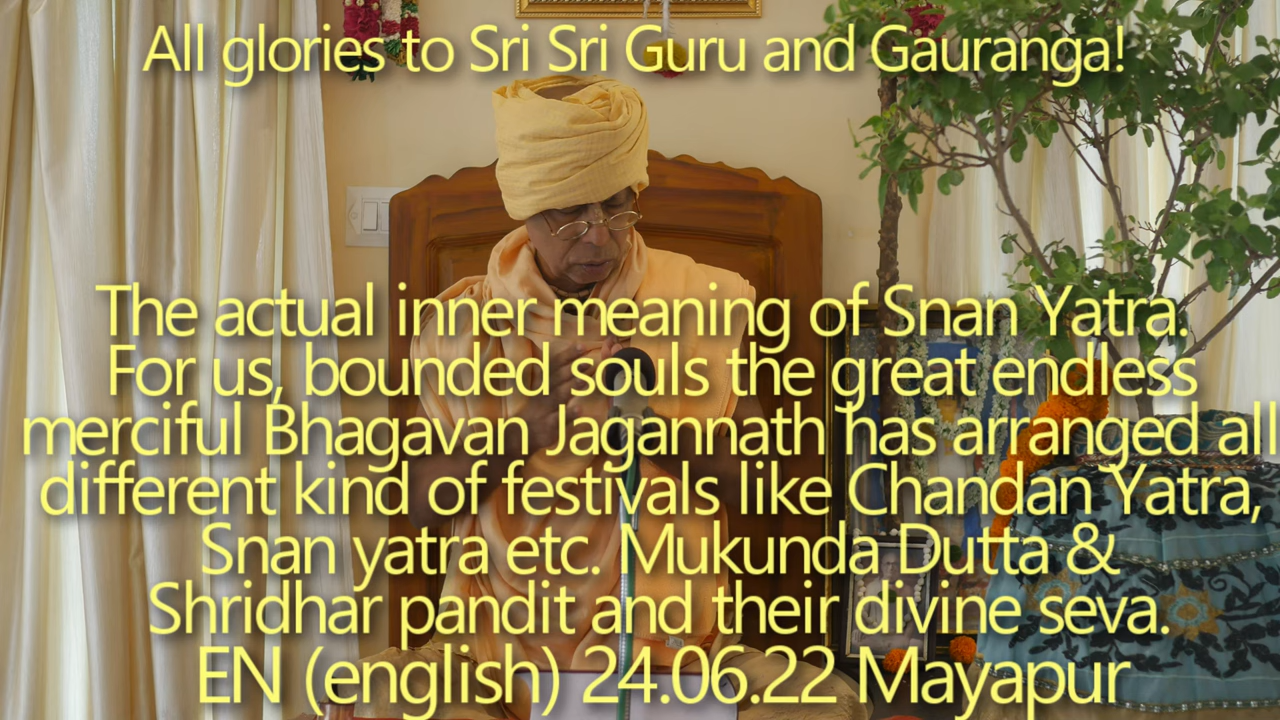 All glories to Sri Sri Guru and Gauranga!
The actual inner meaning of Snan Yatra.
For us, bounded souls the great endless
merciful Bhagavan Jagannath has arranged all
different kind of festivals like Chandan Yatra,
Snan yatra etc. Mukunda Dutta &
Shridhar pandit and their divine seva.
EN (english) 24.06.22 Mayapur